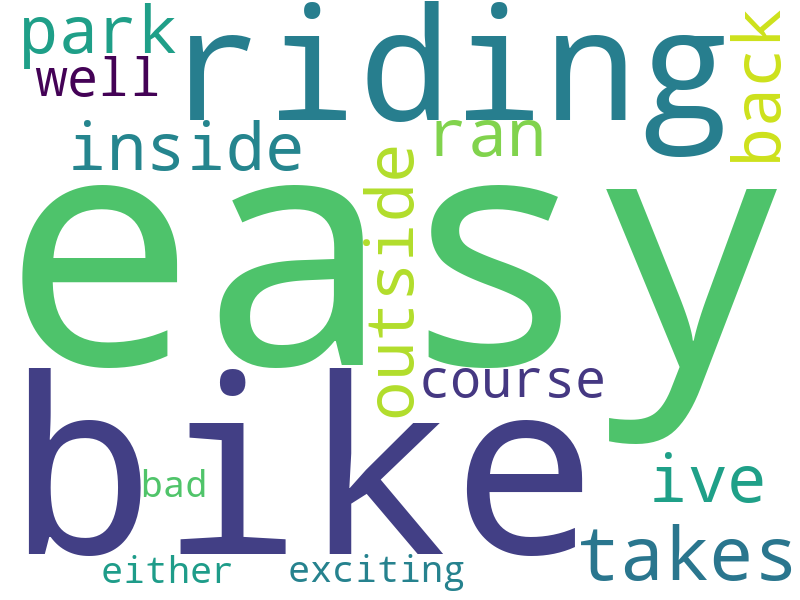 park
riding
back
well
inside
ran
easy
outside
bike
course
ive
bad
takes
either
exciting